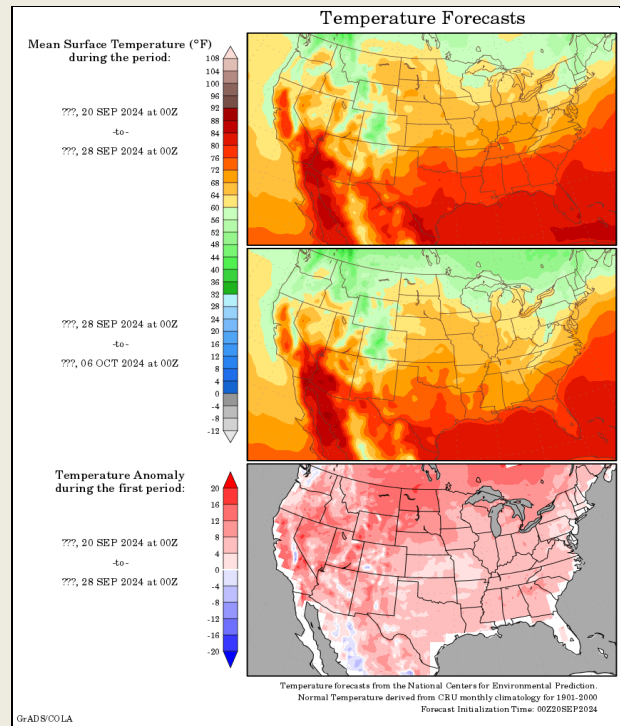 Temperature Forecasts
Mean Surface Temperature (°F)
during the period:
???, 20 SEP 2024 at 00Z
-to-
???, 28 SEP 2024 at 00Z
108
104
100
96
92
88
84
80
76
72
68
64
60
56
52
48
44
40
36
32
28
24
20
16
12
8
4
0
-4
-8
-12
???, 28 SEP 2024 at 00Z
-to-
???, 06 OCT 2024 at 00Z
Temperature Anomaly
during the first period:
???, 20 SEP 2024 at 00Z
-to-
???, 28 SEP 2024 at 00Z
20
16
12
8
4
0
-4
-8
-12
-16
-20
Temperature forecasts from the National Centers for Environmental Prediction.
Normal Temperature derived from CRU monthly climatology for 1901-2000
Forecast Initialization Time: 00Z20SEP2024
GrADS/COLA